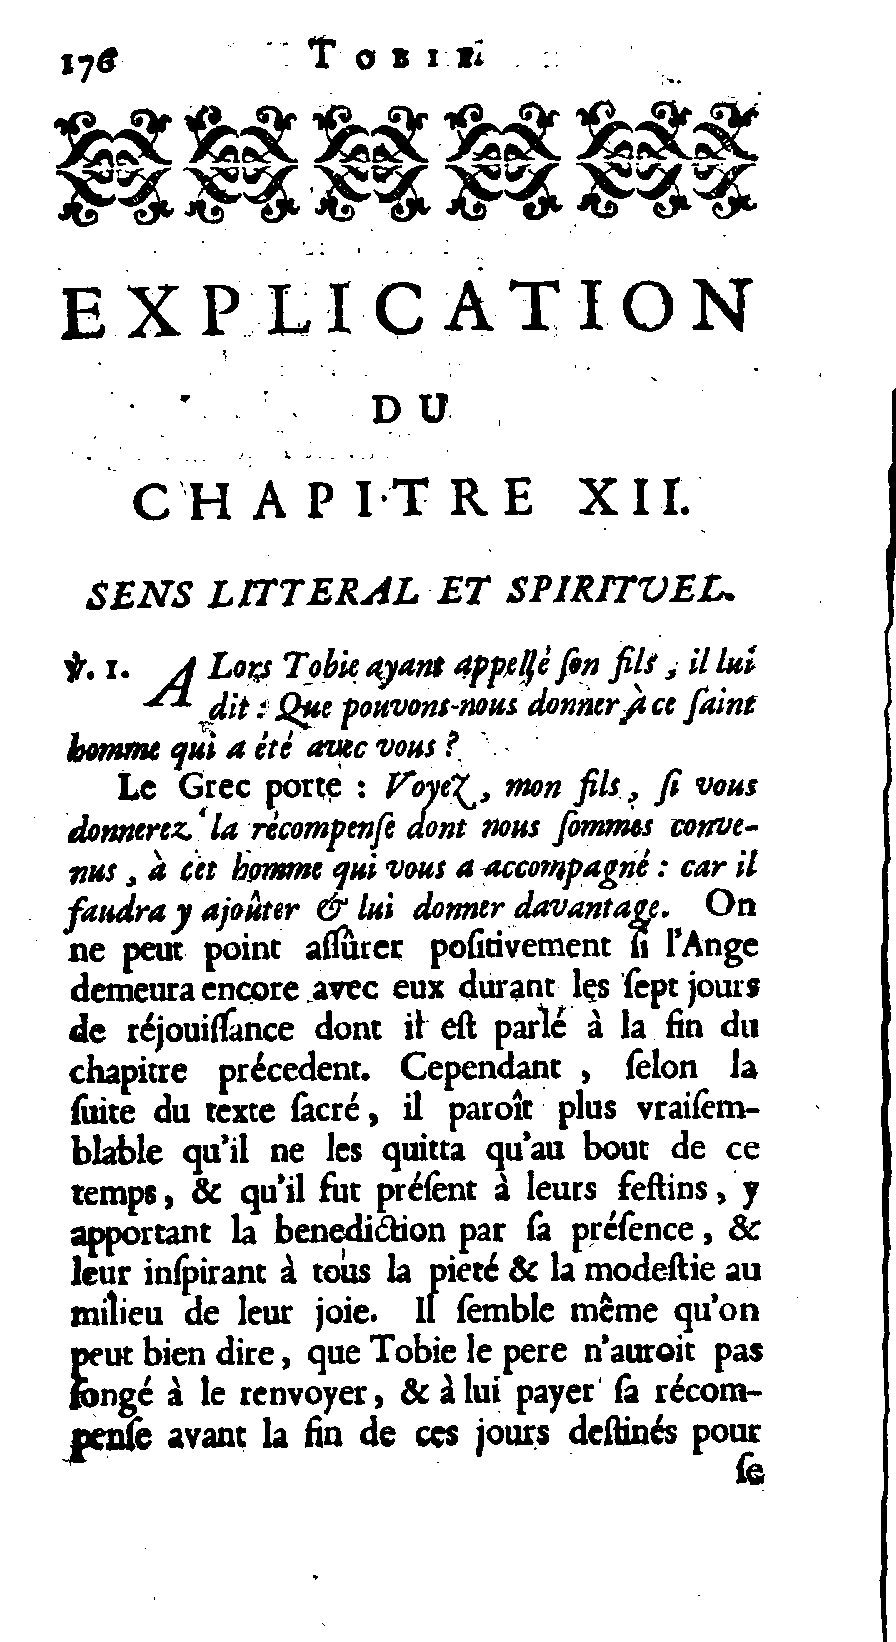 176 TOBIE
EXPLICATION
DU
CHAPITRE XII.
SENS LITTERAL ET SPIRITUEL.
℣. 1. ALors Tobie ayant appellé ſon fils, il lui
dit : Que pouvons-nous donner à ce ſaint
homme qui a été avec vous ?
Le Grec porte : Voyez, mon fils, ſi vous
donnerez la récompenſe dont nous ſommes conve-
nus, à cet homme qui vous a accompagné : car il
faudra y ajoûter & lui donner davantage. On
ne peut point aſſûrer poſitivement ſi l'Ange
demeura encore avec eux durant les ſept jours
de réjouiſſance dont il eſt parlé à la fin du
chapitre précedent. Cependant, ſelon la
ſuite du texte ſacré, il paroît plus vraiſem-
blable qu'il ne les quitta qu'au bout de ce
temps, & qu'il fut préſent à leurs feſtins, y
apportant la benediction par ſa préſence, &
leur inſpirant à tous la pieté & la modeſtie au
milieu de leur joie. Il ſemble même qu'on
peut bien dire, que Tobie le pere n'auroit pas
ſongé à le renvoyer, & à lui payer ſa récom-
penſe avant la fin de ces jours deſtinés pour
ſe